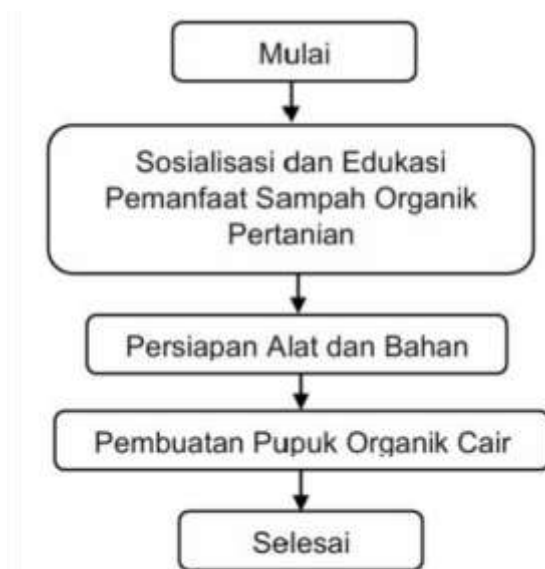 Mulai
Sosialisasi dan Edukasi
Pemanfaat Sampah Organik
Pertanian
Persiapan Alat dan Bahan
Pembuatan Pupuk Organik Cair
Selesai